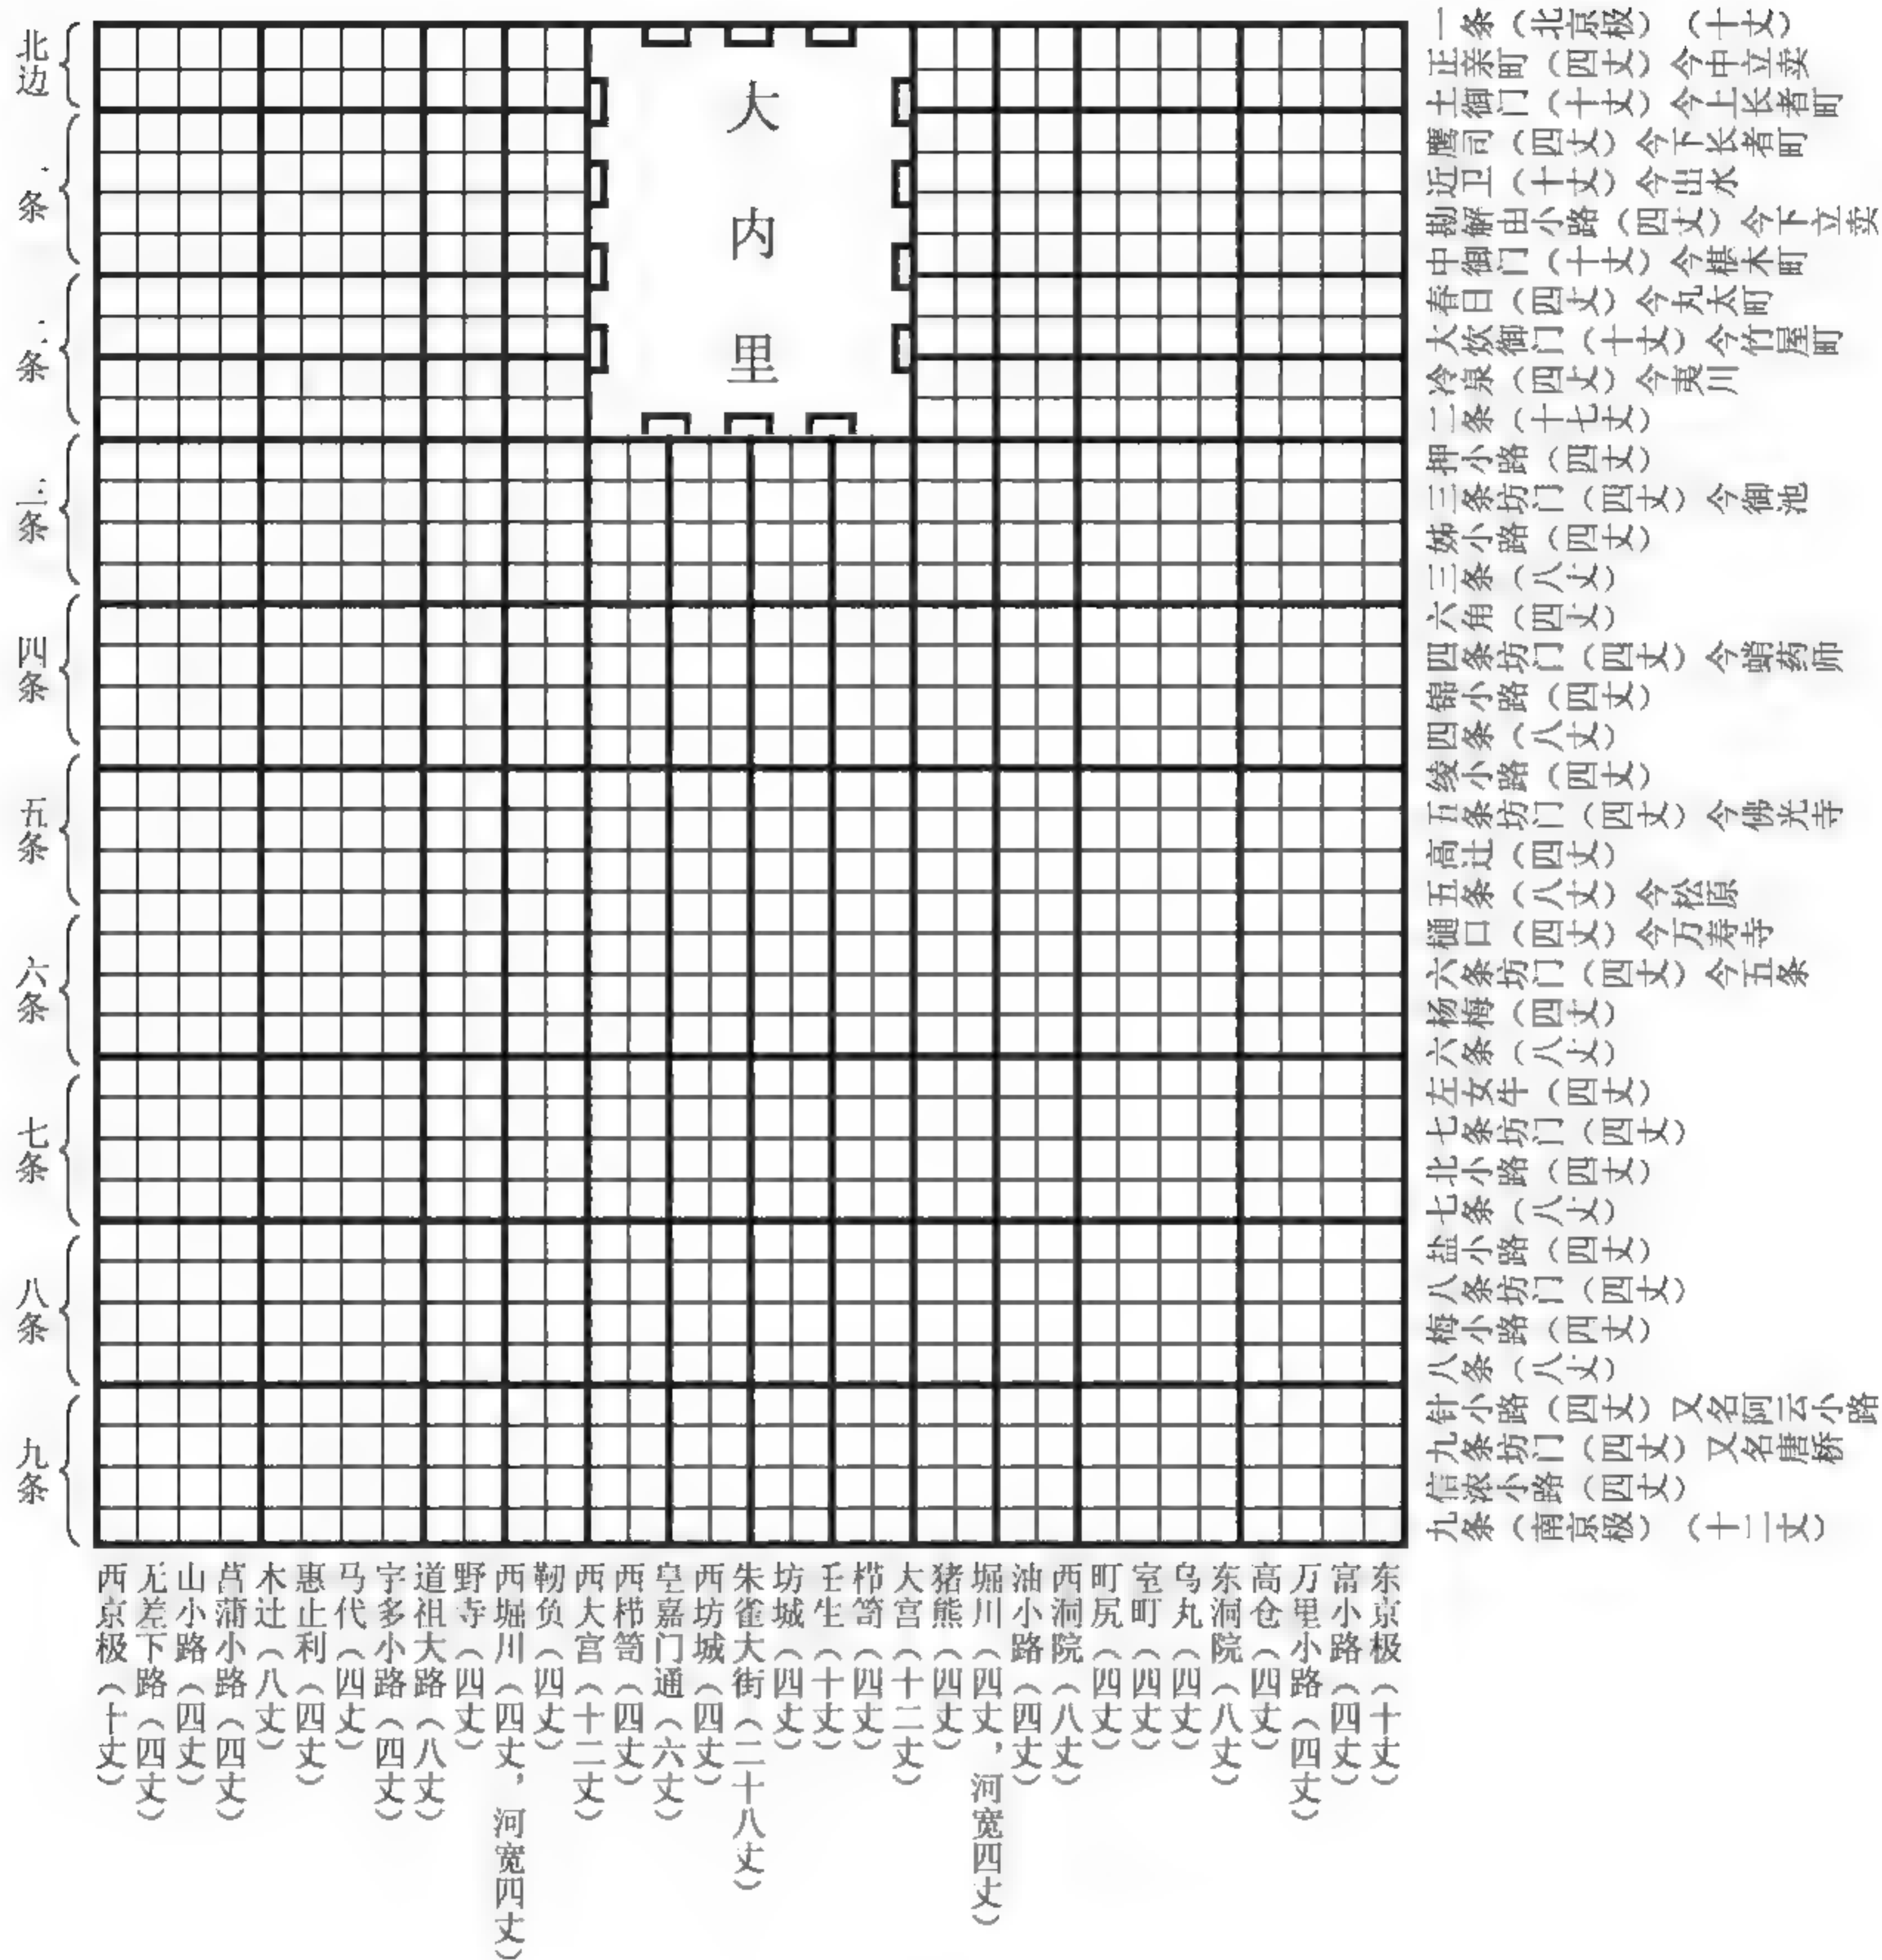 北边
一条
二条
三条
四条
五条
六条
七条
八条
九条
大内里
一条（北京极）（十丈）
正亲町（四丈）今中立卖
土御门（十丈）今上长者町
鹰司（四丈）今下长者町
近卫（十丈）今出水
勘解由小路（四丈）今下立卖
中御门（十丈）今椹木町
春日（四丈）今丸太町
大炊御门（十丈）今竹屋町
冷泉（四丈）今夷川
二条（十七丈）
押小路（四丈）
三条坊门（四丈）今御池
姊小路（四丈）
三条（八丈）
六角（四丈）
四条坊门（四丈）今蛸药师
锦小路（四丈）
四条（八丈）
绫小路（四丈）
五条坊门（四丈）今佛光寺
高辻（四丈）
五条（八丈）今松原
樋口（四丈）今万寿寺
六条坊门（四丈）今五条
杨梅（四丈）
六条（八丈）
左女牛（四丈）
七条坊门（四丈）
北小路（四丈）
七条（八丈）
盐小路（四丈）
八条坊门（四丈）
梅小路（四丈）
八条（八丈）
针小路（四丈）又名阿云小路
九条坊门（四丈）又名唐桥
信浓小路（四丈）
九条（南京极）（十二丈）
西京极（十丈）
无差下路（四丈）
山小路（四丈）
菖蒲小路（四丈）
木辻（八丈）
惠止利（四丈）
马代（四丈）
宇多小路（四丈）
道祖大路（八丈）
野寺（四丈）
西堀川（四丈，河宽四丈）
靭负（四丈）
西大宫（十二丈）
西栉笥（四丈）
皇嘉门通（六丈）
西坊城（四丈）
朱雀大街（二十八丈）
坊城（四丈）
壬生（十丈）
栉笥（四丈）
大宫（十二丈）
猪熊（四丈）
堀川（四丈，河宽四丈）
油小路（四丈）
西洞院（八丈）
町尻（四丈）
室町（四丈）
乌丸（四丈）
东洞院（八丈）
高仓（四丈）
万里小路（四丈）
富小路（四丈）
东京极（十丈）